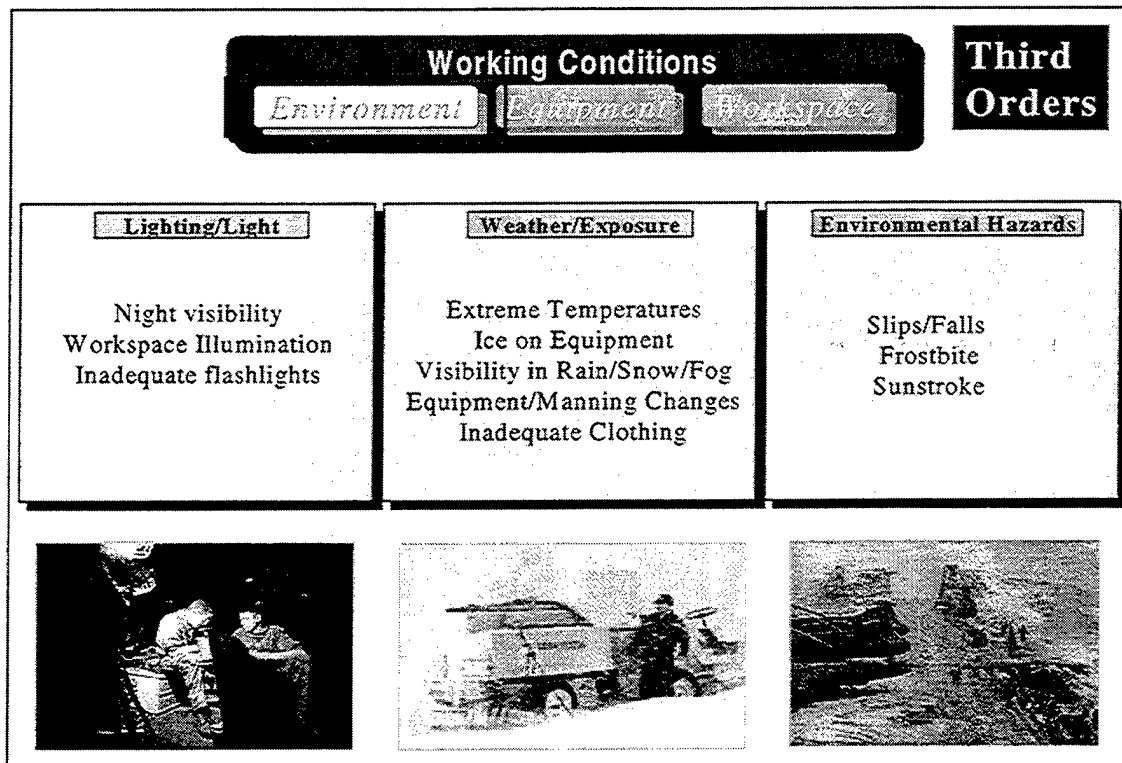 Working Conditions
Environment Equipment Workspace
Third
Orders
Lighting/Light
Night visibility
Workspace Illumination
Inadequate flashlights
Weather/Exposure
Extreme Temperatures
Ice on Equipment
Visibility in Rain/Snow/Fog
Equipment/Manning Changes
Inadequate Clothing
Environmental Hazards
Slips/Falls
Frostbite
Sunstroke